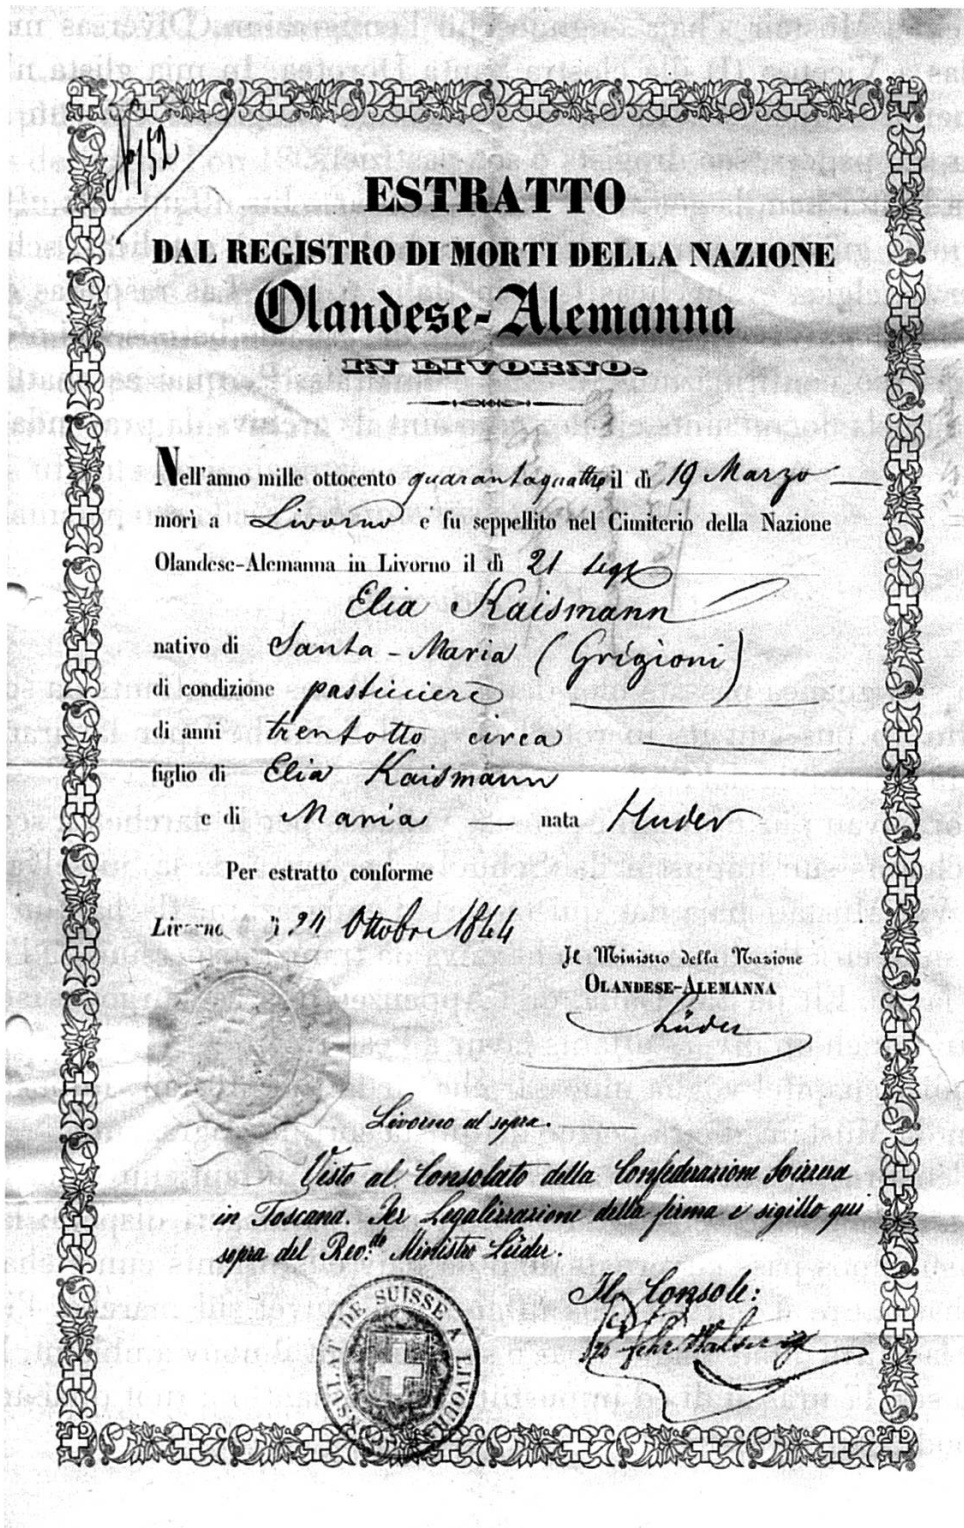 No 152
ESTRATTO
DAL REGISTRO DI MORTI DELLA NAZIONE
Olandese-Alemanna
IN LIVORNO.
Nell'anno mille ottocento quarantaquattro il dì 19 Marzo
morì a Livorno e fu seppellito nel Cimiterio della Nazione
Olandese-Alemanna in Livorno il dì 21
Elia Kaismann
nativo di Santa-Maria (Grigioni)
di condizione pasticciere
di anni trentotto circa
figlio di Elia Kaismann
e di Maria — nata Huder
Per estratto conforme
Livorno 24 Ottobre 1844
Il Ministro della Nazione
OLANDESE-ALEMANNA
Lüder
Livorno al sopra.
Visto al Consolato della Confederazione Svizzera
in Toscana. Per Legalizzazione della firma e sigillo qui
sopra del Rev.do Ministro Lüder.
Il Console:
CONSULAT DE SUISSE A LIVOURNE